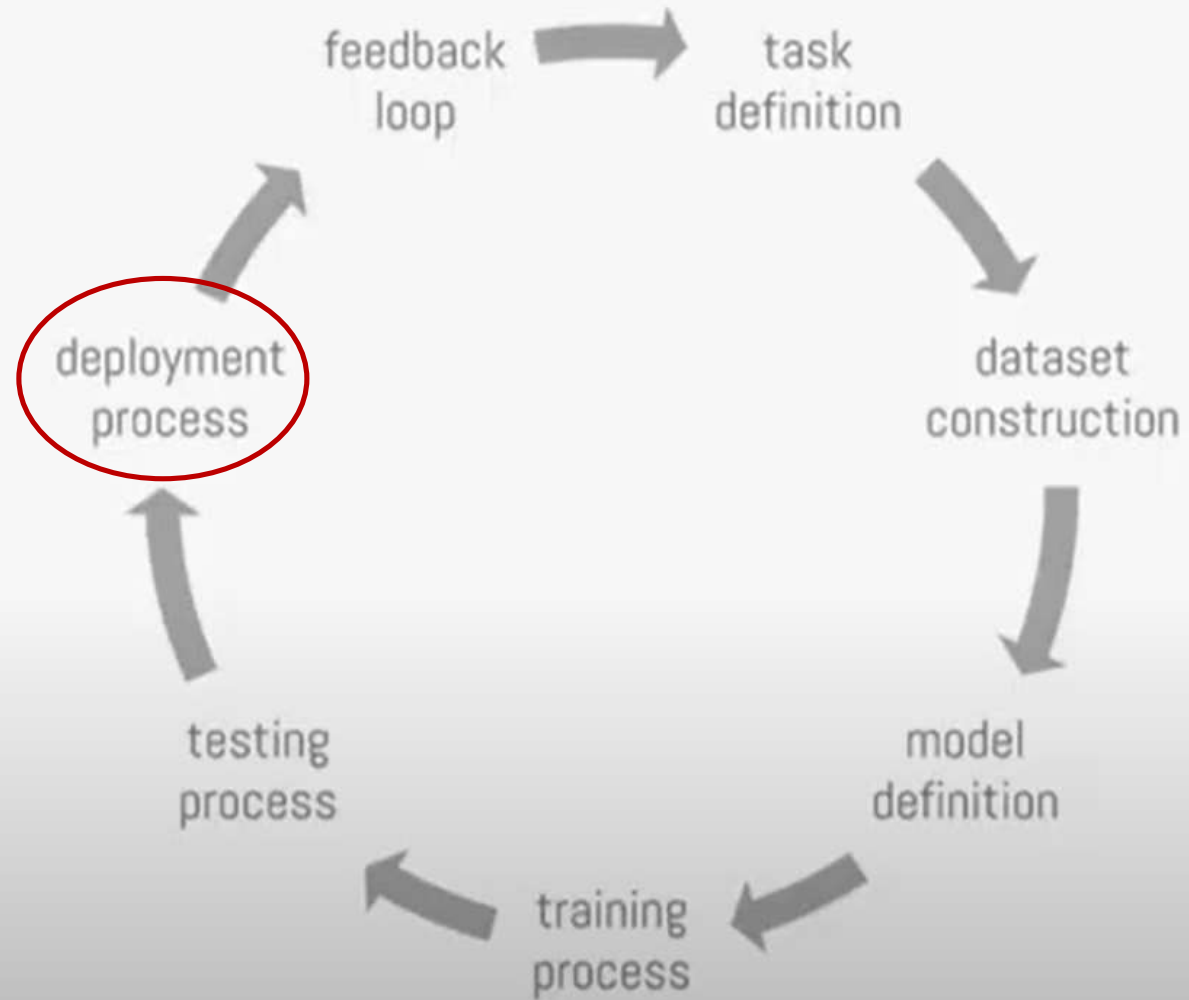 feedback
loop
task
definition
dataset
construction
model
definition
training
process
testing
process
deployment
process